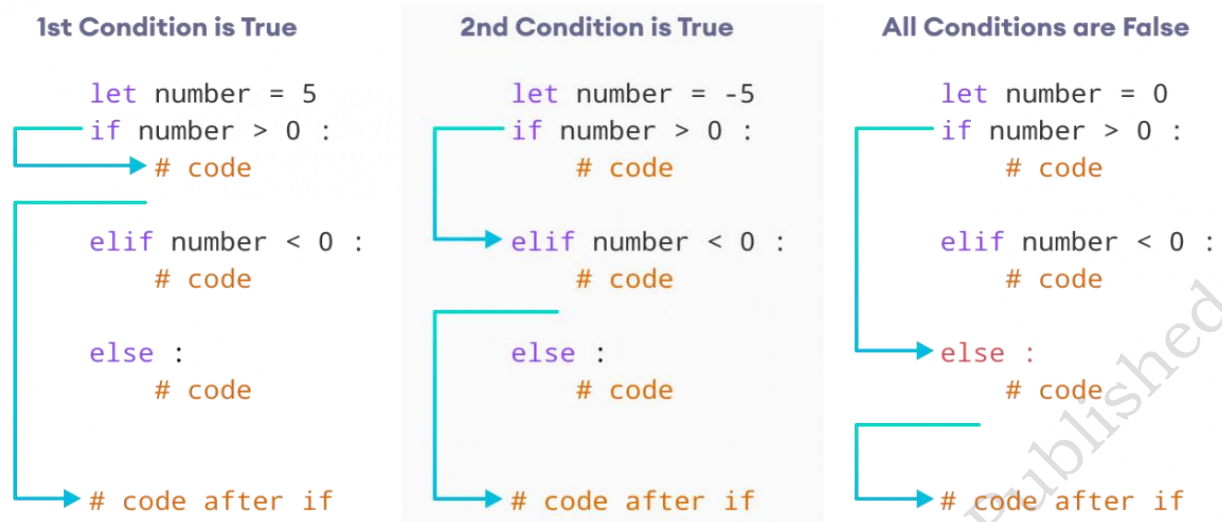 1st Condition is True
let number = 5
if number > 0 :
# code
elif number < 0 :
# code
else :
# code
# code after if
2nd Condition is True
let number = -5
if number > 0 :
# code
elif number < 0 :
# code
else :
# code
# code after if
All Conditions are False
let number = 0
if number > 0 :
# code
elif number < 0 :
# code
else :
# code
# code after if
Published